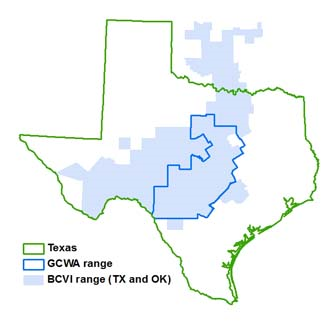 Texas
GCWA range
BCVI range (TX and OK)